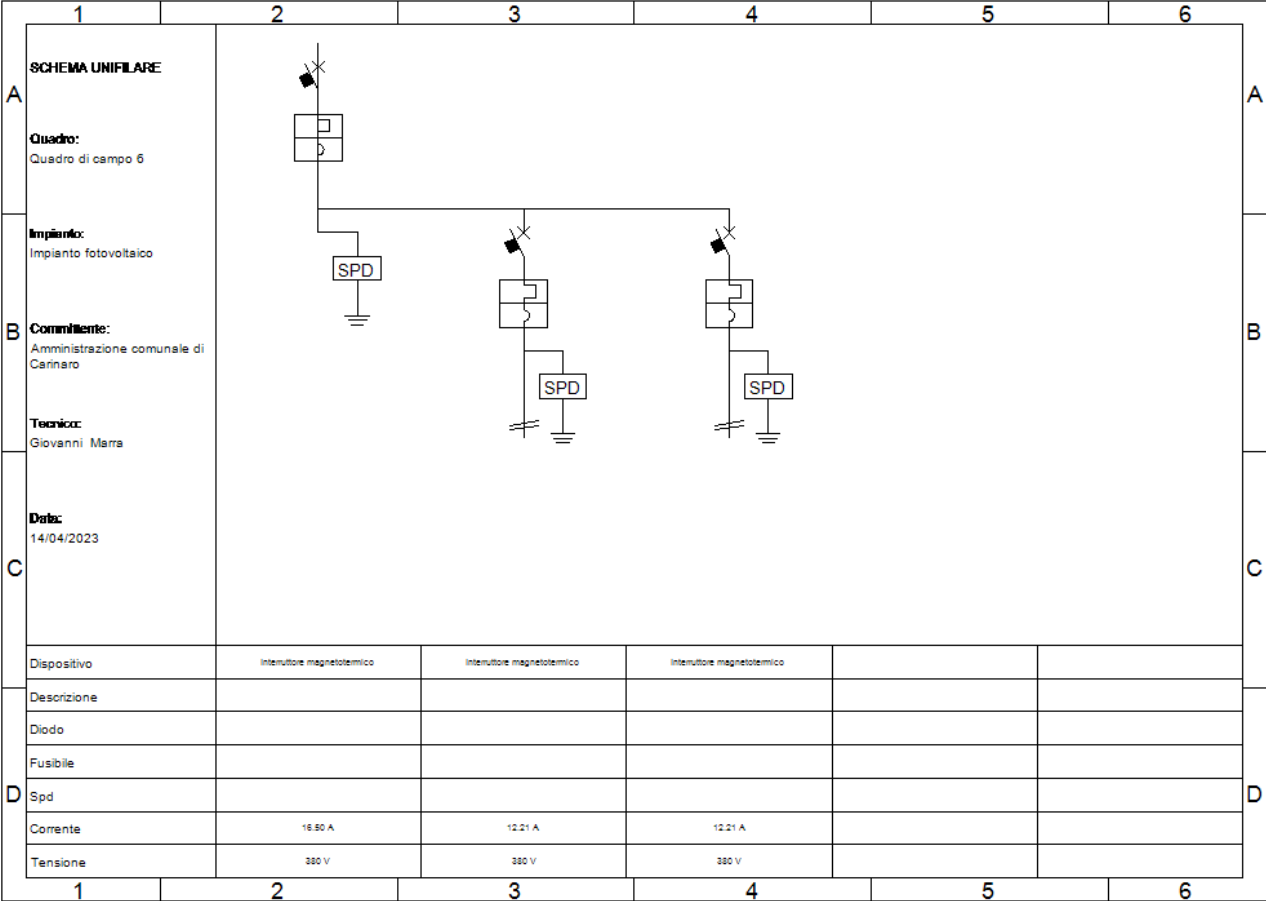 1 2 3 4 5 6
A A
SCHEMA UNIFILARE
Quadro:
Quadro di campo 6
Impianto:
Impianto fotovoltaico
SPD
B B
Committente:
Amministrazione comunale di
Carinaro
SPD SPD
Tecnico:
Giovanni Marra
Data:
14/04/2023
C C
Dispositivo Interruttore magnetotermico Interruttore magnetotermico Interruttore magnetotermico
Descrizione
Diodo
Fusibile
D D
Spd
Corrente 16.50 A 12.21 A 12.21 A
Tensione 380 V 380 V 380 V
1 2 3 4 5 6